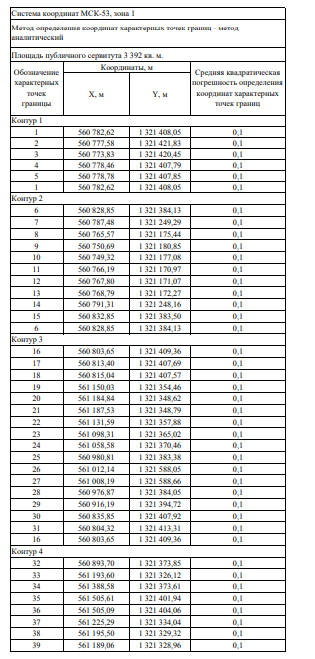 Система координат МСК-53, зона 1
Метод определения координат характерных точек границ - метод
аналитический
Площадь публичного сервитута 3 392 кв. м.
Обозначение характерных точек границы | Координаты, м | Средняя квадратическая погрешность определения координат характерных точек границ
X, м | Y, м
Контур 1
1 560 782,62 1 321 408,05 0,1
2 560 777,58 1 321 421,83 0,1
3 560 773,83 1 321 420,45 0,1
4 560 778,46 1 321 407,79 0,1
5 560 778,78 1 321 407,85 0,1
1 560 782,62 1 321 408,05 0,1
Контур 2
6 560 828,85 1 321 384,13 0,1
7 560 787,48 1 321 249,29 0,1
8 560 765,57 1 321 175,44 0,1
9 560 750,69 1 321 180,85 0,1
10 560 749,32 1 321 177,08 0,1
11 560 766,19 1 321 170,97 0,1
12 560 767,80 1 321 171,07 0,1
13 560 768,79 1 321 172,27 0,1
14 560 791,31 1 321 248,16 0,1
15 560 832,85 1 321 383,50 0,1
6 560 828,85 1 321 384,13 0,1
Контур 3
16 560 803,65 1 321 409,36 0,1
17 560 813,40 1 321 407,69 0,1
18 560 815,04 1 321 407,57 0,1
19 561 150,03 1 321 354,46 0,1
20 561 184,84 1 321 348,62 0,1
21 561 187,53 1 321 348,79 0,1
22 561 131,59 1 321 357,88 0,1
23 561 098,31 1 321 365,02 0,1
24 561 058,58 1 321 370,46 0,1
25 560 980,81 1 321 383,38 0,1
26 561 012,14 1 321 588,05 0,1
27 561 008,19 1 321 588,66 0,1
28 560 976,87 1 321 384,05 0,1
29 560 916,19 1 321 394,72 0,1
30 560 835,85 1 321 407,92 0,1
31 560 804,32 1 321 413,31 0,1
16 560 803,65 1 321 409,36 0,1
Контур 4
32 560 893,70 1 321 373,85 0,1
33 561 193,60 1 321 326,12 0,1
34 561 388,58 1 321 373,61 0,1
35 561 505,61 1 321 401,94 0,1
36 561 505,09 1 321 404,06 0,1
37 561 225,29 1 321 334,04 0,1
38 561 195,50 1 321 329,32 0,1
39 561 189,06 1 321 328,96 0,1